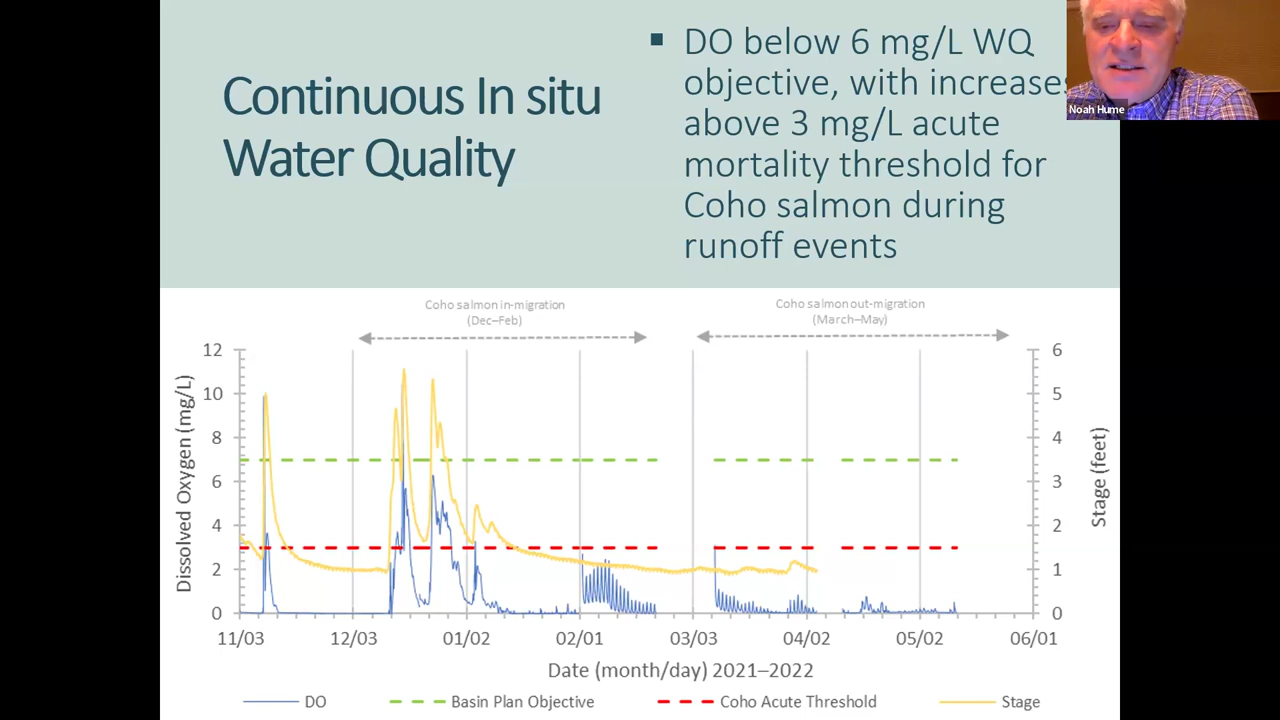 Continuous In situ
Water Quality
▪ DO below 6 mg/L WQ
objective, with increases
above 3 mg/L acute
mortality threshold for
Coho salmon during
runoff events
Noah Hume
Coho salmon in-migration
(Dec–Feb)
Coho salmon out-migration
(March–May)
Dissolved Oxygen (mg/L)
12
10
8
6
4
2
0
6
5
4
3
2
1
0
Stage (feet)
11/03 12/03 01/02 02/01 03/03 04/02 05/02 06/01
Date (month/day) 2021–2022
DO Basin Plan Objective Coho Acute Threshold Stage